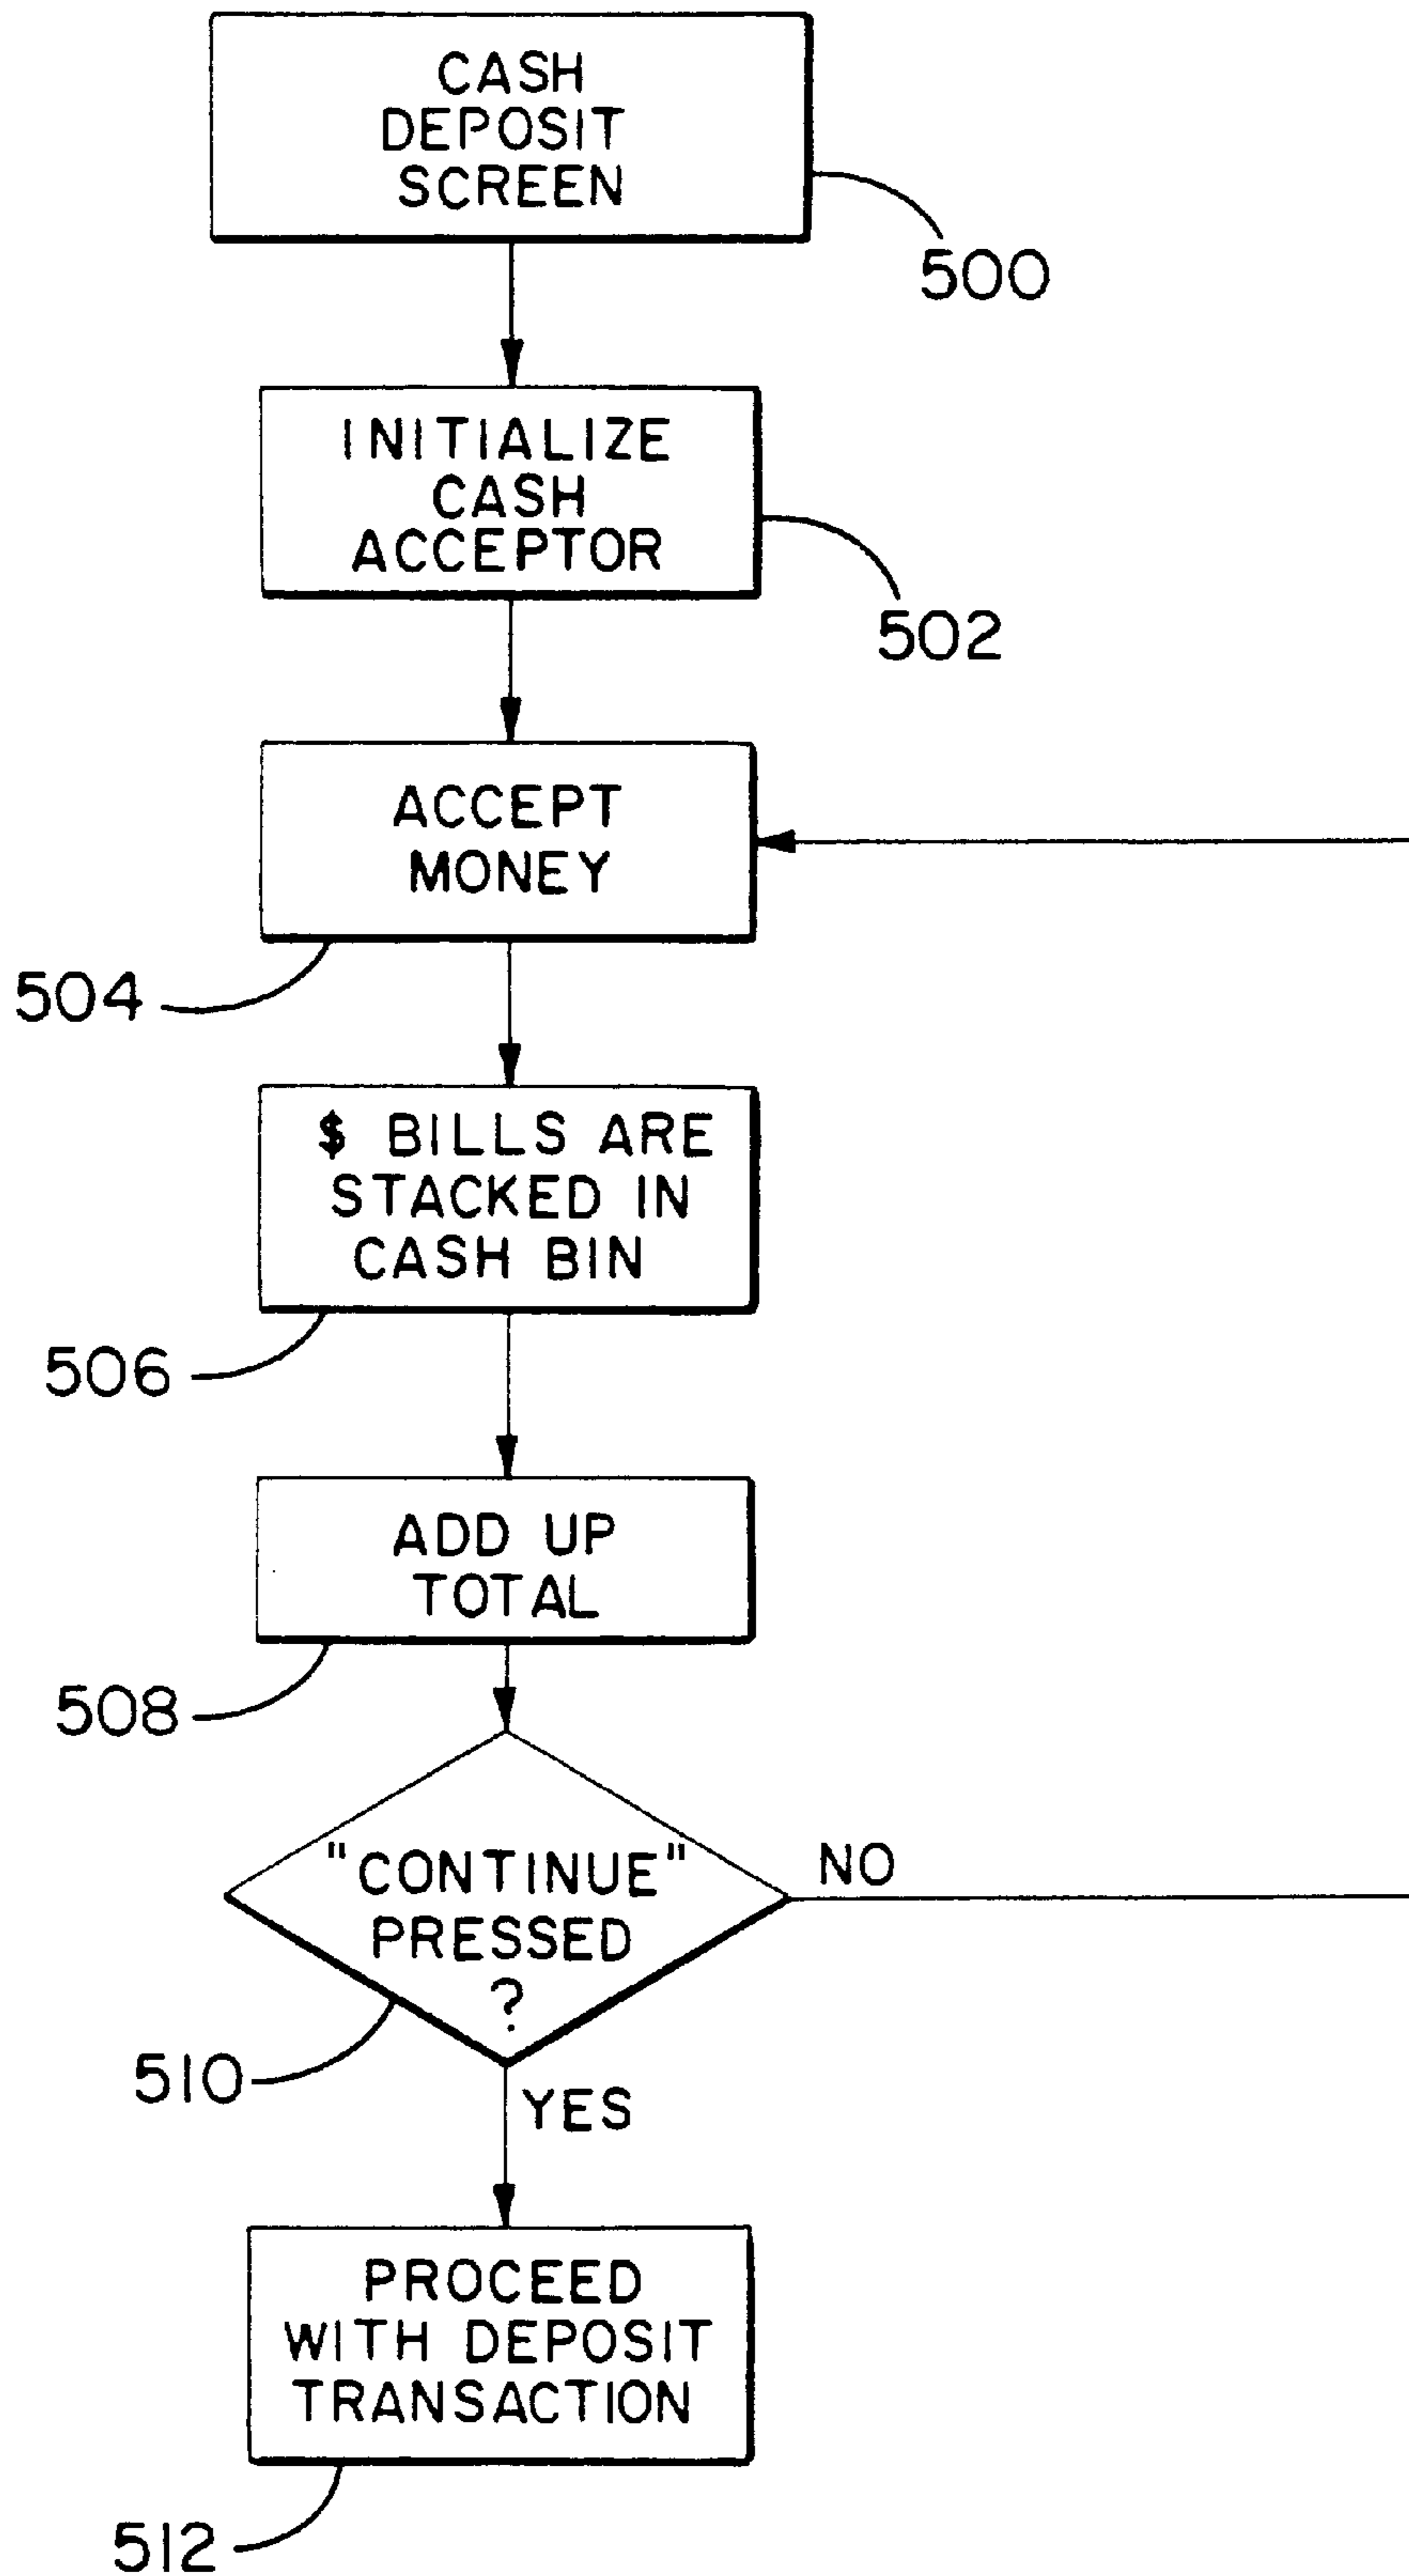 CASH
DEPOSIT
SCREEN
500
INITIALIZE
CASH
ACCEPTOR
502
ACCEPT
MONEY
504
$ BILLS ARE
STACKED IN
CASH BIN
506
ADD UP
TOTAL
508
"CONTINUE"
PRESSED
?
NO
510
YES
PROCEED
WITH DEPOSIT
TRANSACTION
512